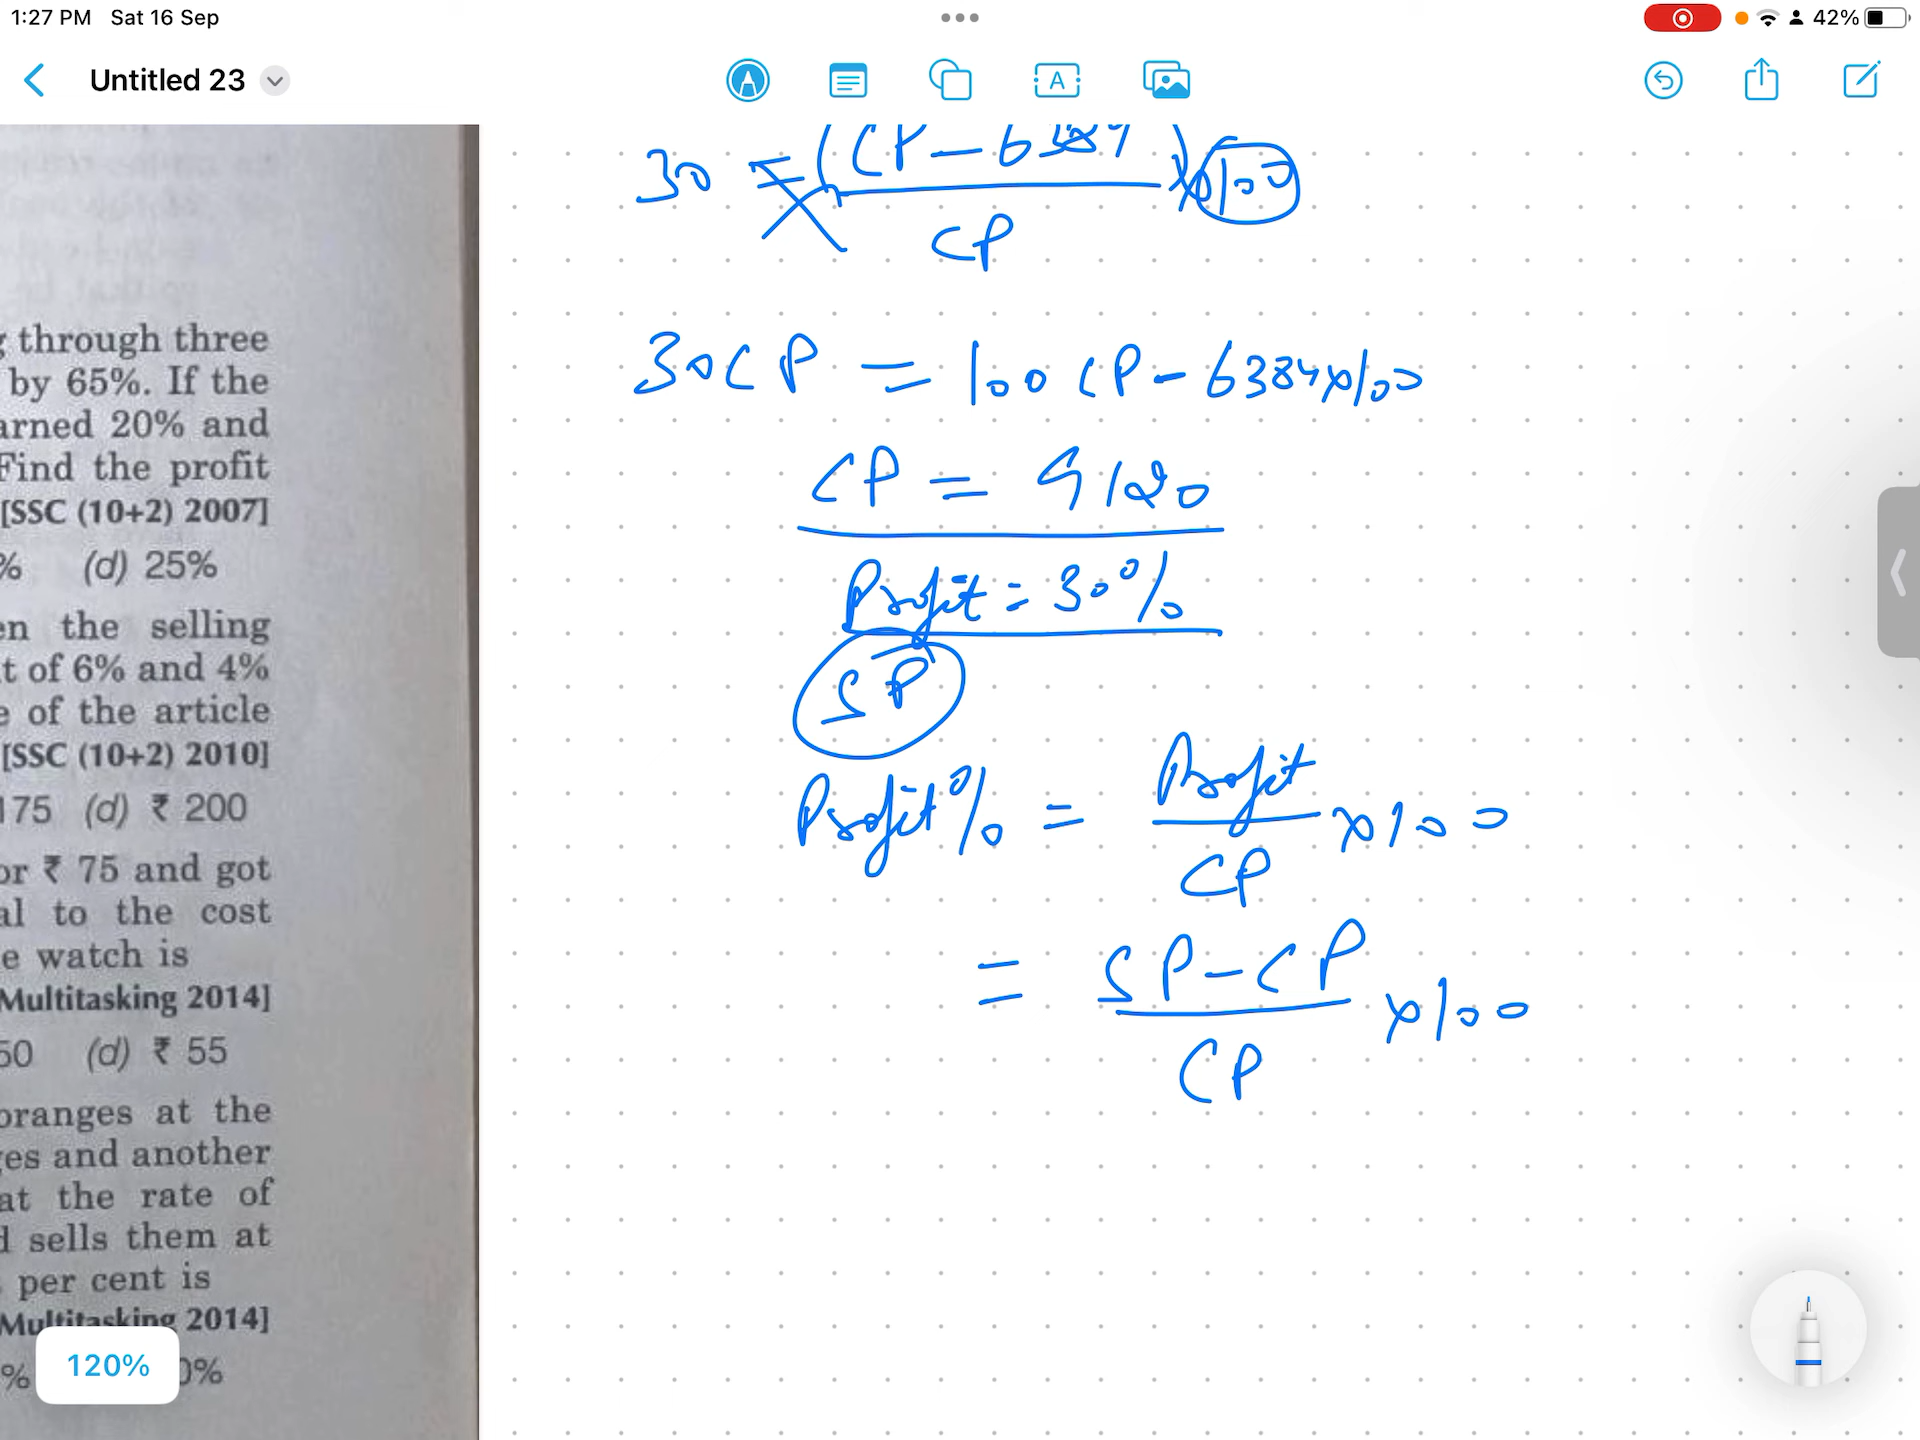 1:27 PM Sat 16 Sep
42%
Untitled 23
A
through three
by 65%. If the
arned 20% and
Find the profit
[SSC (10+2) 2007]
% (d) 25%
en the selling
t of 6% and 4%
e of the article
[SSC (10+2) 2010]
175 (d) ₹ 200
or ₹ 75 and got
al to the cost
e watch is
Multitasking 2014]
50 (d) ₹ 55
oranges at the
ges and another
at the rate of
d sells them at
per cent is
Multitasking 2014]
% 0%
120%
30 = (CP - 6384) × 100
CP
30CP = 100 CP - 6384×100
CP = 9120
Profit = 30%
SP
Profit% = Profit ×100
CP
= SP-CP ×100
CP